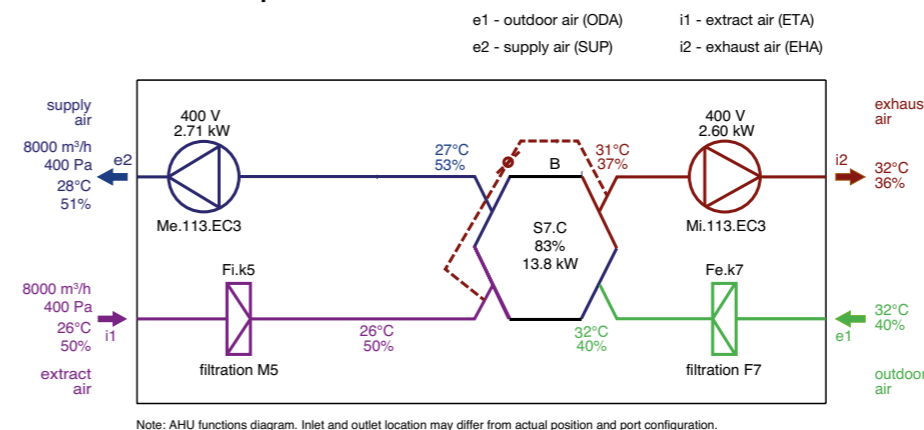 e1 - outdoor air (ODA)
i1 - extract air (ETA)
e2 - supply air (SUP)
i2 - exhaust air (EHA)
supply
air
8000 m³/h
400 Pa
28°C
51%
e2
400 V
2.71 kW
Me.113.EC3
27°C
53%
B
S7.C
83%
13.8 kW
31°C
37%
400 V
2.60 kW
Mi.113.EC3
i2
exhaus
air
32°C
36%
8000 m³/h
400 Pa
26°C
50%
i1
extract
air
Fi.k5
filtration M5
26°C
50%
32°C
40%
Fe.k7
filtration F7
e1
32°C
40%
outdoor
air
Note: AHU functions diagram. Inlet and outlet location may differ from actual position and port configuration.